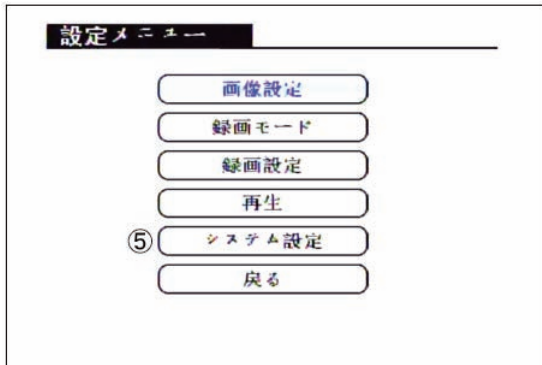 設定メニュー
画像設定
録画モード
録画設定
再生
⑤ システム設定
戻る